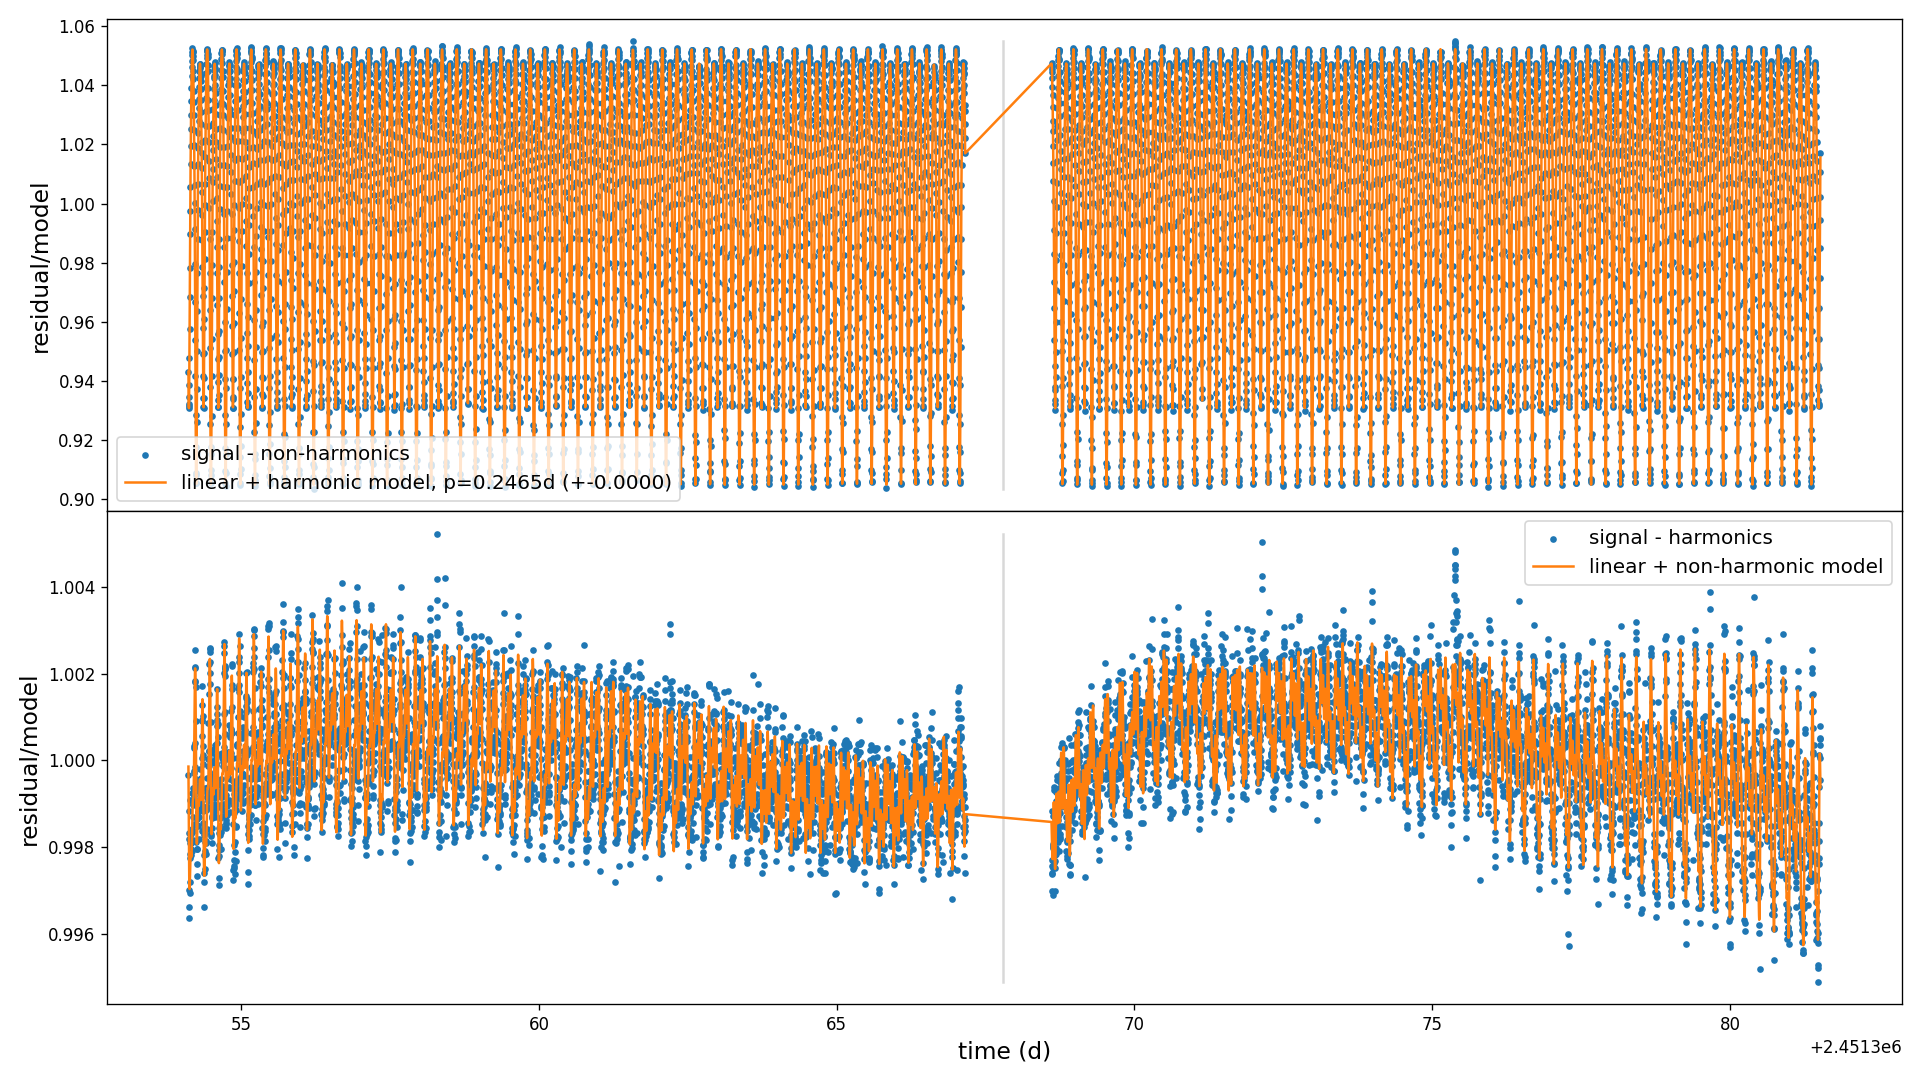 1.06
1.04
1.02
1.00
0.98
0.96
0.94
0.92
0.90
residual/model
signal - non-harmonics
linear + harmonic model, p=0.2465d (+-0.0000)
signal - harmonics
linear + non-harmonic model
1.004
1.002
1.000
0.998
0.996
residual/model
55 60 65 70 75 80
time (d)
+2.4513e6